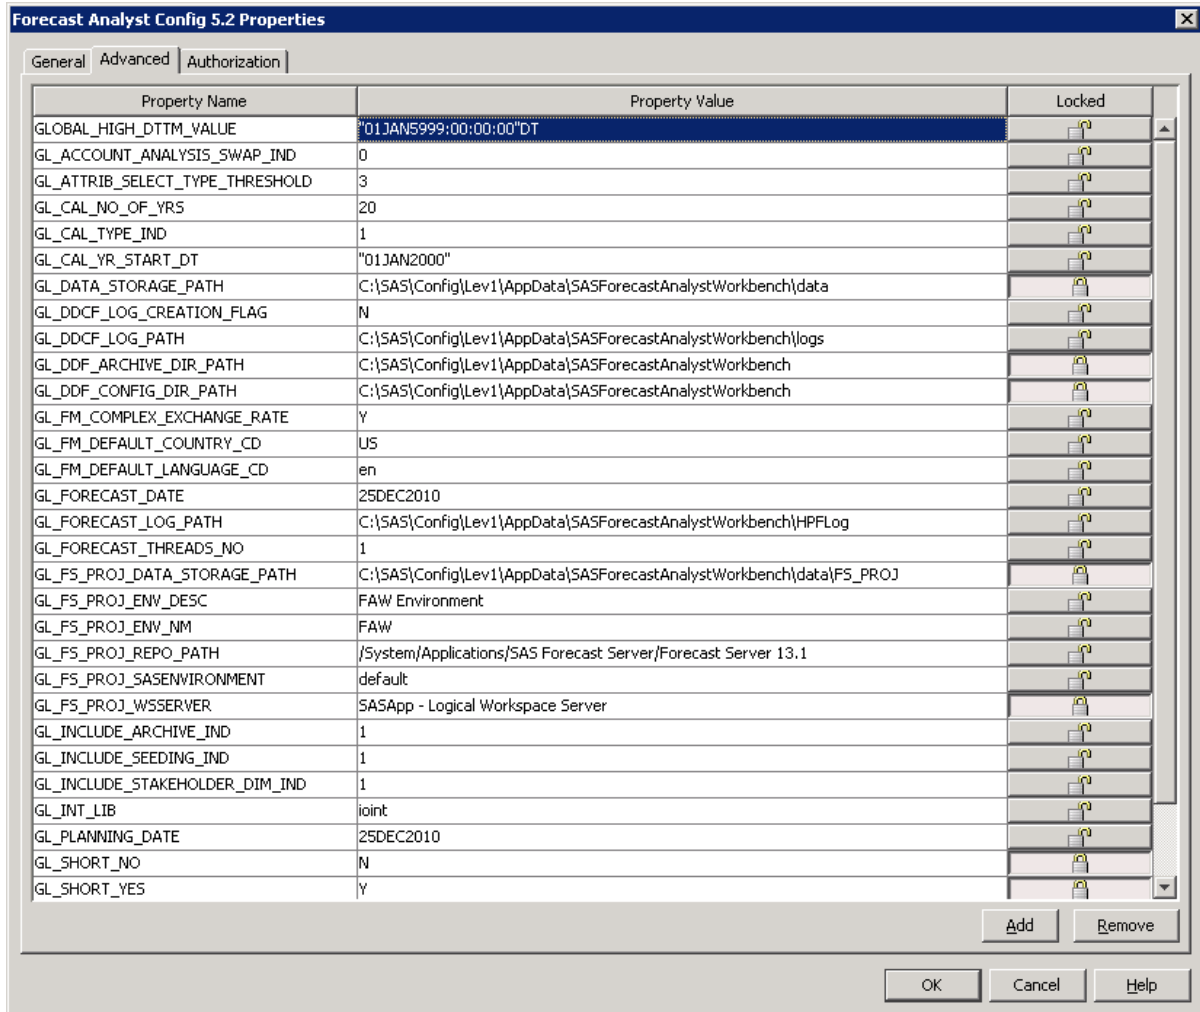 Forecast Analyst Config 5.2 Properties
General Advanced Authorization
Property Name Property Value Locked
GLOBAL_HIGH_DTTM_VALUE "01JAN5999:00:00:00"DT
GL_ACCOUNT_ANALYSIS_SWAP_IND 0
GL_ATTRIB_SELECT_TYPE_THRESHOLD 3
GL_CAL_NO_OF_YRS 20
GL_CAL_TYPE_IND 1
GL_CAL_YR_START_DT "01JAN2000"
GL_DATA_STORAGE_PATH C:\SAS\Config\Lev1\AppData\SASForecastAnalystWorkbench\data
GL_DDCF_LOG_CREATION_FLAG N
GL_DDCF_LOG_PATH C:\SAS\Config\Lev1\AppData\SASForecastAnalystWorkbench\logs
GL_DDF_ARCHIVE_DIR_PATH C:\SAS\Config\Lev1\AppData\SASForecastAnalystWorkbench
GL_DDF_CONFIG_DIR_PATH C:\SAS\Config\Lev1\AppData\SASForecastAnalystWorkbench
GL_FM_COMPLEX_EXCHANGE_RATE Y
GL_FM_DEFAULT_COUNTRY_CD US
GL_FM_DEFAULT_LANGUAGE_CD en
GL_FORECAST_DATE 25DEC2010
GL_FORECAST_LOG_PATH C:\SAS\Config\Lev1\AppData\SASForecastAnalystWorkbench\HPFLog
GL_FORECAST_THREADS_NO 1
GL_FS_PROJ_DATA_STORAGE_PATH C:\SAS\Config\Lev1\AppData\SASForecastAnalystWorkbench\data\FS_PROJ
GL_FS_PROJ_ENV_DESC FAW Environment
GL_FS_PROJ_ENV_NM FAW
GL_FS_PROJ_REPO_PATH /System/Applications/SAS Forecast Server/Forecast Server 13.1
GL_FS_PROJ_SASENVIRONMENT default
GL_FS_PROJ_WSSERVER SASApp - Logical Workspace Server
GL_INCLUDE_ARCHIVE_IND 1
GL_INCLUDE_SEEDING_IND 1
GL_INCLUDE_STAKEHOLDER_DIM_IND 1
GL_INT_LIB ioint
GL_PLANNING_DATE 25DEC2010
GL_SHORT_NO N
GL_SHORT_YES Y
Add Remove
OK Cancel Help